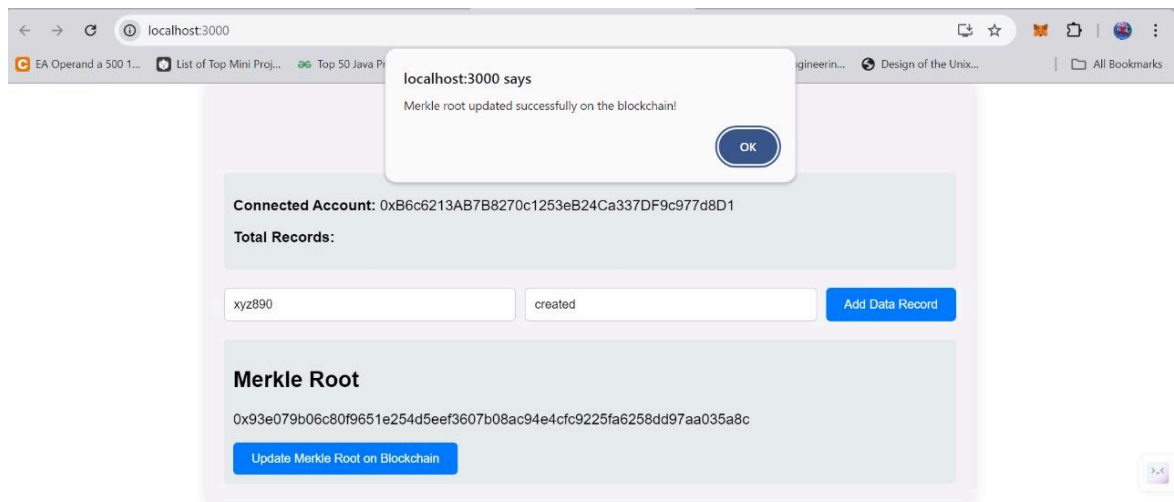 localhost:3000
EA Operand a 500 1... List of Top Mini Proj... Top 50 Java P gineerin... Design of the Unix... All Bookmarks
localhost:3000 says
Merkle root updated successfully on the blockchain!
OK
Connected Account: 0xB6c6213AB7B8270c1253eB24Ca337DF9c977d8D1
Total Records:
xyz890 created Add Data Record
Merkle Root
0x93e079b06c80f9651e254d5eef3607b08ac94e4cfc9225fa6258dd97aa035a8c
Update Merkle Root on Blockchain